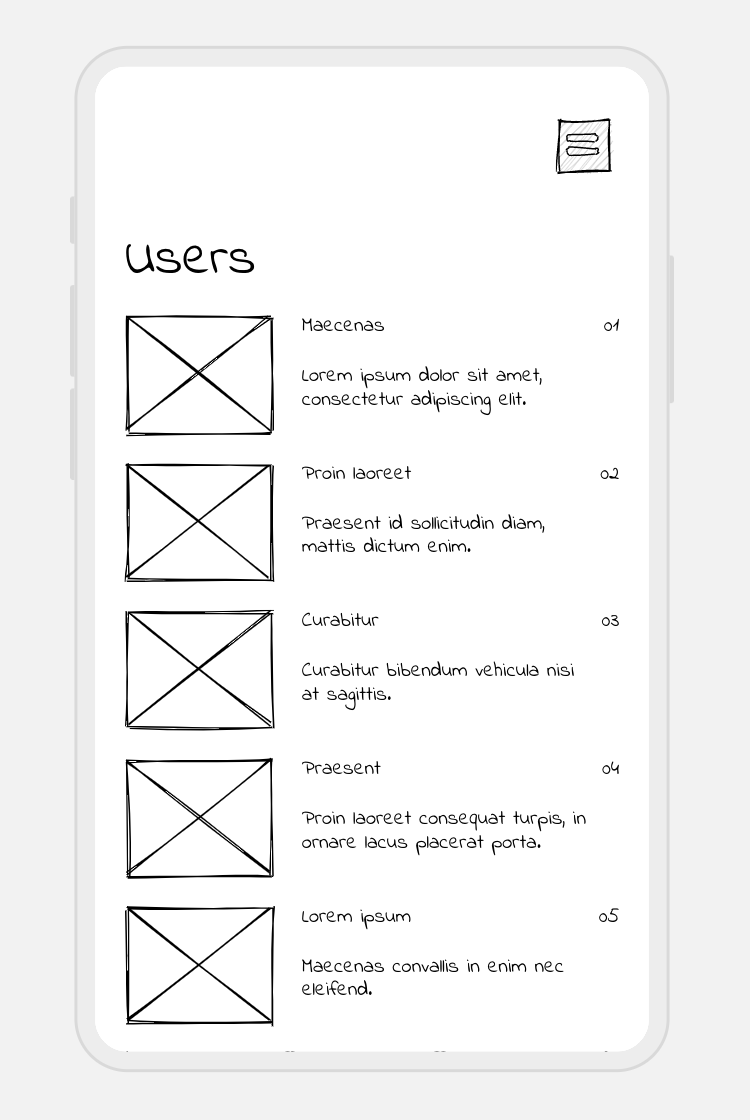 Users
Maecenas 01
Lorem ipsum dolor sit amet,
consectetur adipiscing elit.
Proin laoreet 02
Praesent id sollicitudin diam,
mattis dictum enim.
Curabitur 03
Curabitur bibendum vehicula nisi
at sagittis.
Praesent 04
Proin laoreet consequat turpis, in
ornare lacus placerat porta.
Lorem ipsum 05
Maecenas convallis in enim nec
eleifend.